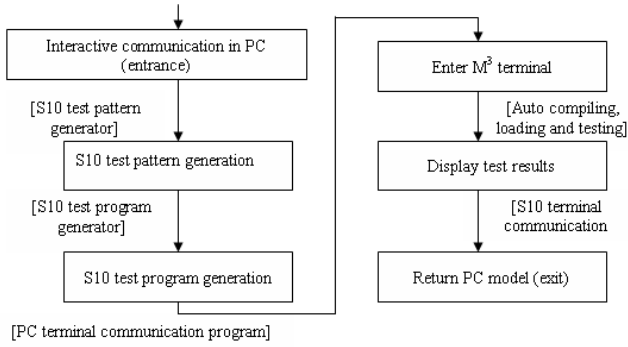 Interactive communication in PC
(entrance)
[S10 test pattern
generator]
S10 test pattern generation
[S10 test program
generator]
S10 test program generation
[PC terminal communication program]
Enter M³ terminal
[Auto compiling,
loading and testing]
Display test results
[S10 terminal
communication
Return PC model (exit)